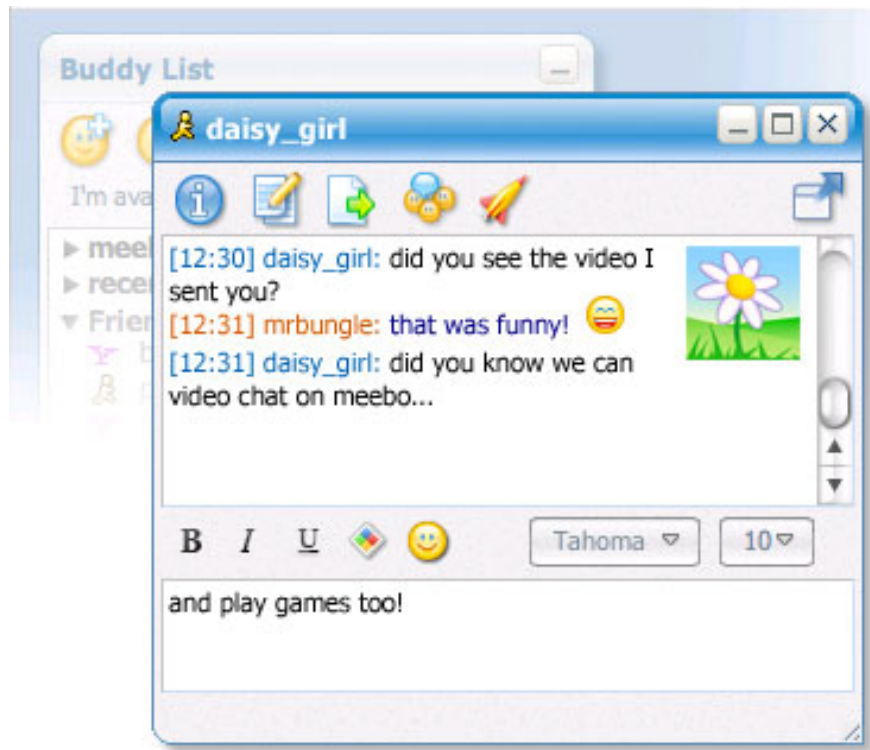 Buddy List
daisy_girl
I'm ava
[12:30] daisy_girl: did you see the video I
sent you?
[12:31] mrbungle: that was funny!
[12:31] daisy_girl: did you know we can
video chat on meebo...
B I U
Tahoma
10
and play games too!